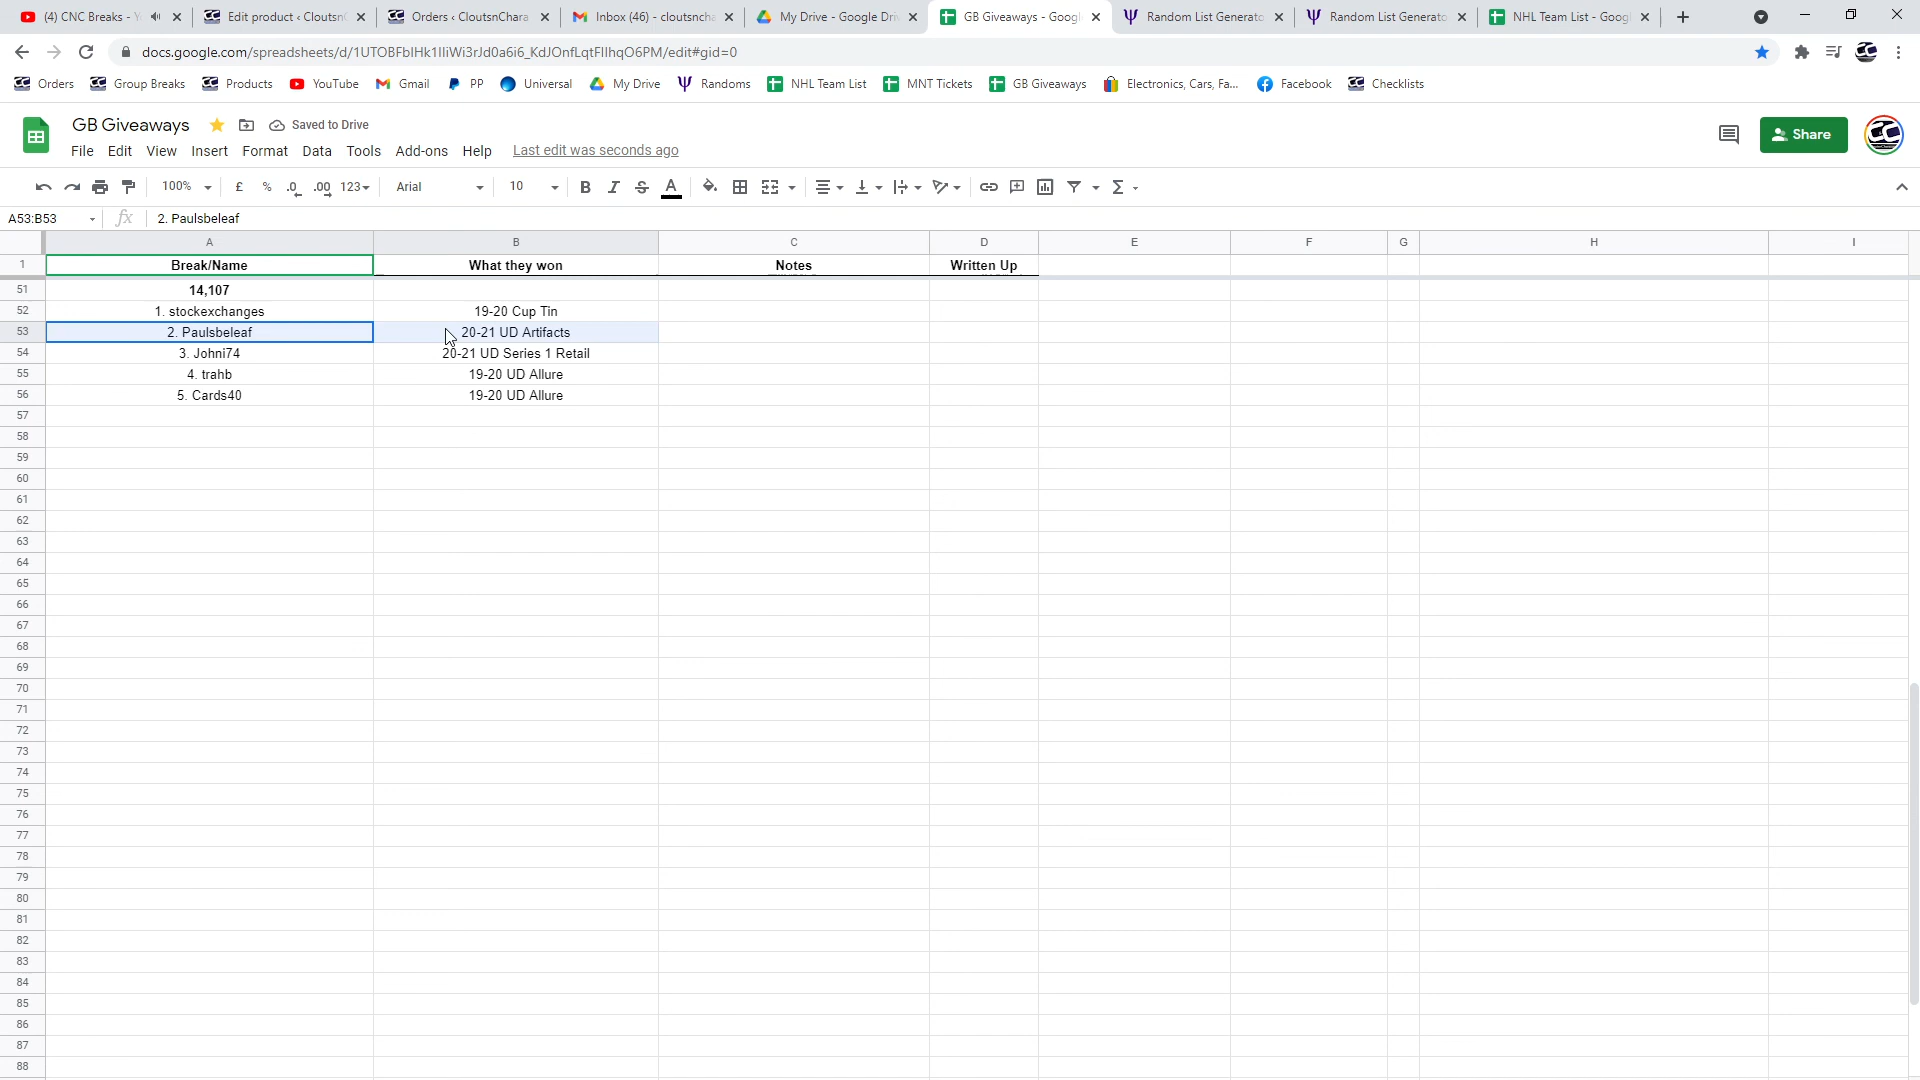 (4) CNC Breaks - Y
Edit product ‹ CloutsnC
Orders ‹ CloutsnChara
Inbox (46) - cloutsncha
My Drive - Google Dri
GB Giveaways - Googl
Random List Generato
Random List Generato
NHL Team List - Goog
docs.google.com/spreadsheets/d/
/edit#gid=0
Orders Group Breaks Products YouTube Gmail PP Universal My Drive Randoms NHL Team List MNT Tickets GB Giveaways Electronics, Cars, Fa... Facebook Checklists
GB Giveaways Saved to Drive
File Edit View Insert Format Data Tools Add-ons Help Last edit was seconds ago
Share
100% £ % .0 .00 123 Arial 10 B I S A
A53:B53 fx 2. Paulsbeleaf
A B C D E F G H I
1 Break/Name What they won Notes Written Up
51 14,107
52 1. stockexchanges 19-20 Cup Tin
53 2. Paulsbeleaf 20-21 UD Artifacts
54 3. Johni74 20-21 UD Series 1 Retail
55 4. trahb 19-20 UD Allure
56 5. Cards40 19-20 UD Allure
57
58
59
60
61
62
63
64
65
66
67
68
69
70
71
72
73
74
75
76
77
78
79
80
81
82
83
84
85
86
87
88